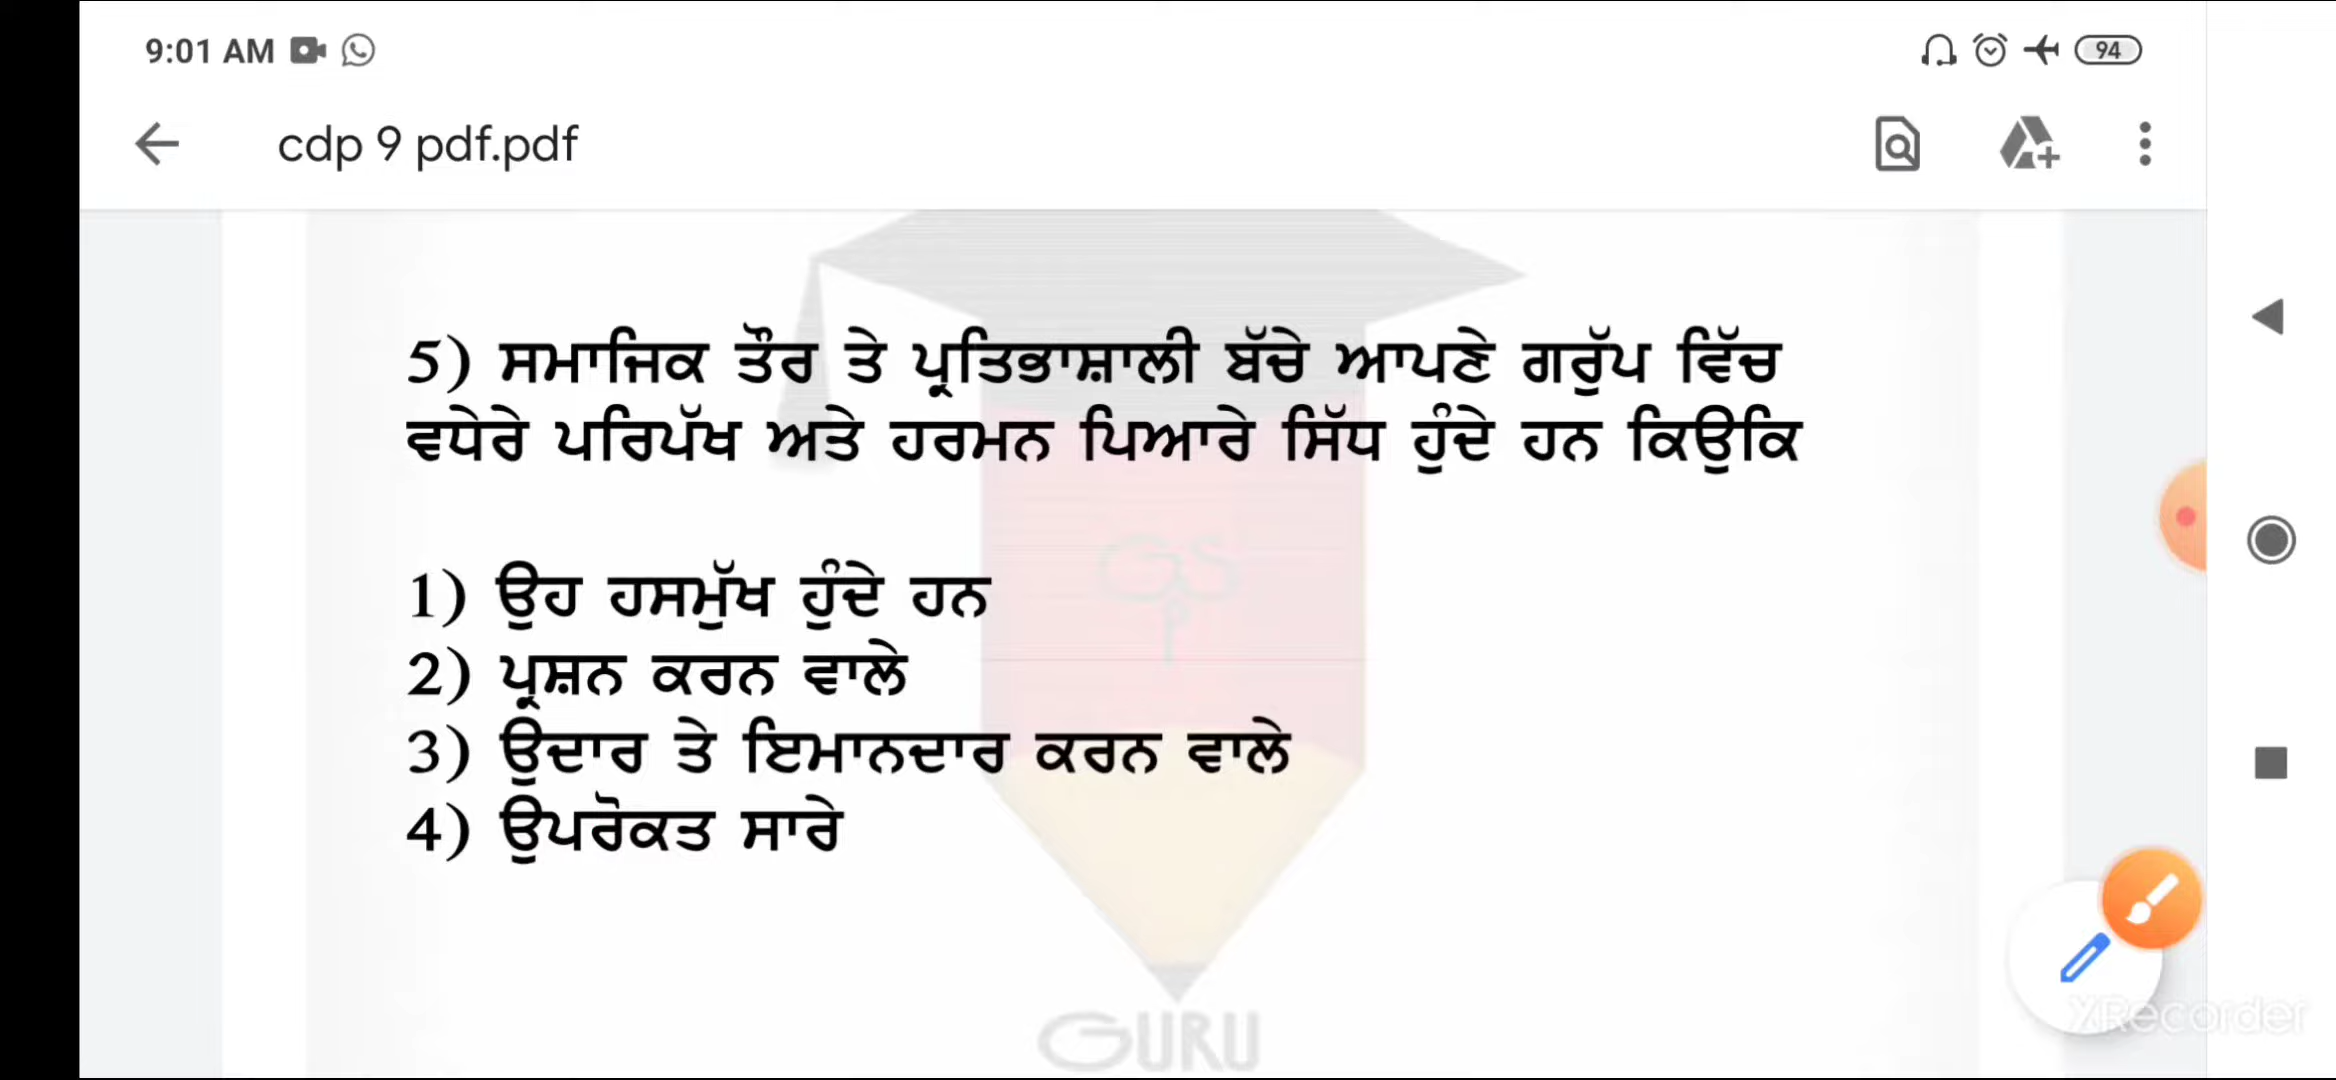 9:01 AM
94
cdp 9 pdf.pdf
5) ਸਮਾਜਿਕ ਤੌਰ ਤੇ ਪ੍ਰਤਿਭਾਸ਼ਾਲੀ ਬੱਚੇ ਆਪਣੇ ਗਰੁੱਪ ਵਿੱਚ
ਵਧੇਰੇ ਪਰਿਪੱਖ ਅਤੇ ਹਰਮਨ ਪਿਆਰੇ ਸਿੱਧ ਹੁੰਦੇ ਹਨ ਕਿਉਕਿ
1) ਉਹ ਹਸਮੁੱਖ ਹੁੰਦੇ ਹਨ
2) ਪ੍ਰਸ਼ਨ ਕਰਨ ਵਾਲੇ
3) ਉਦਾਰ ਤੇ ਇਮਾਨਦਾਰ ਕਰਨ ਵਾਲੇ
4) ਉਪਰੋਕਤ ਸਾਰੇ
GS
P
GURU
XRecorder